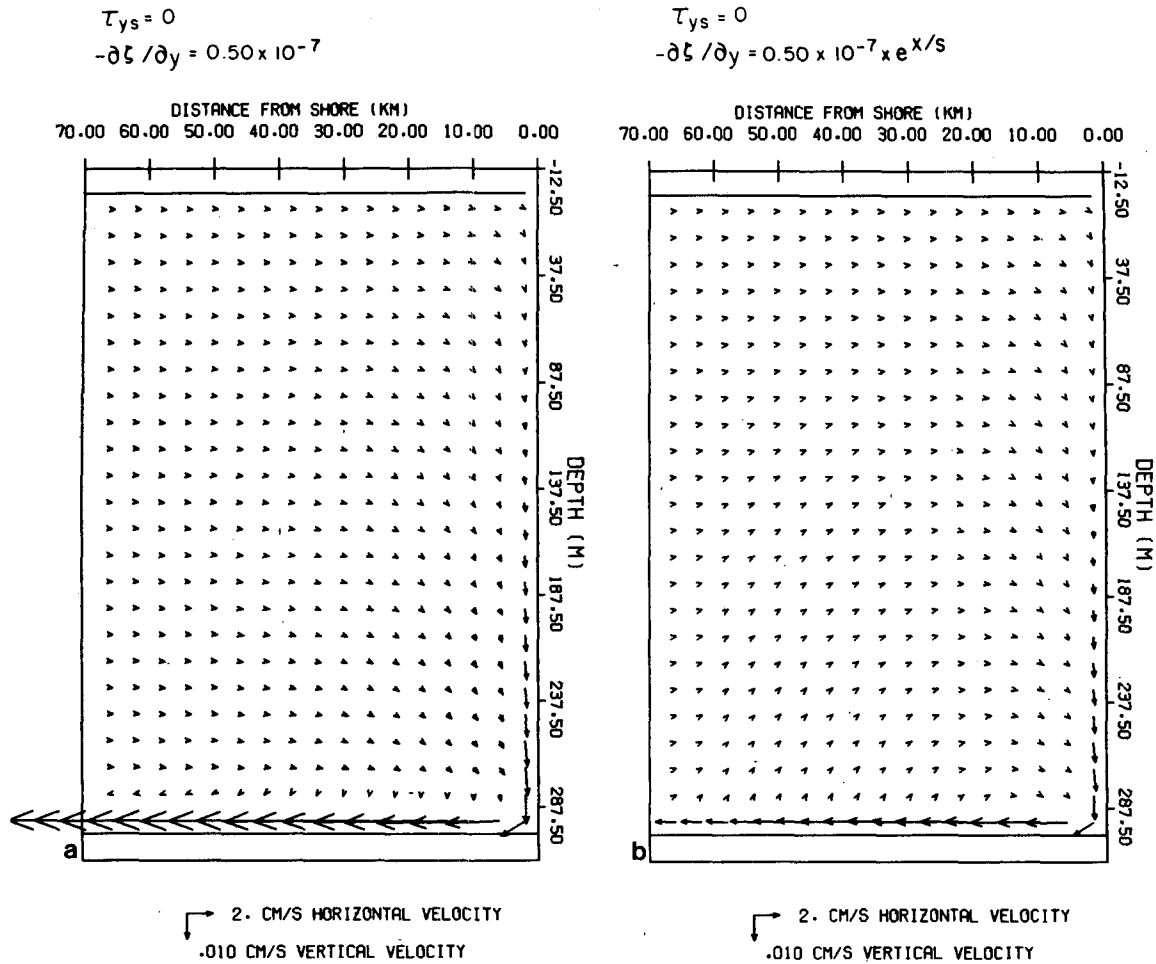 τys = 0
-∂ζ/∂y = 0.50 x 10⁻⁷
DISTANCE FROM SHORE (KM)
70.00 60.00 50.00 40.00 30.00 20.00 10.00 0.00
-12.50
37.50
87.50
137.50
187.50
237.50
287.50
DEPTH (M)
a
2. CM/S HORIZONTAL VELOCITY
.010 CM/S VERTICAL VELOCITY
τys = 0
-∂ζ/∂y = 0.50 x 10⁻⁷ x e^x/s
DISTANCE FROM SHORE (KM)
70.00 60.00 50.00 40.00 30.00 20.00 10.00 0.00
-12.50
37.50
87.50
137.50
187.50
237.50
287.50
DEPTH (M)
b
2. CM/S HORIZONTAL VELOCITY
.010 CM/S VERTICAL VELOCITY